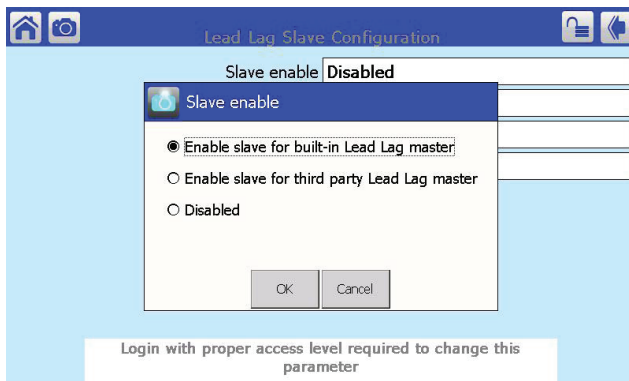 Lead Lag Slave Configuration
Slave enable Disabled
Slave enable
Enable slave for built-in Lead Lag master
Enable slave for third party Lead Lag master
Disabled
OK Cancel
Login with proper access level required to change this
parameter